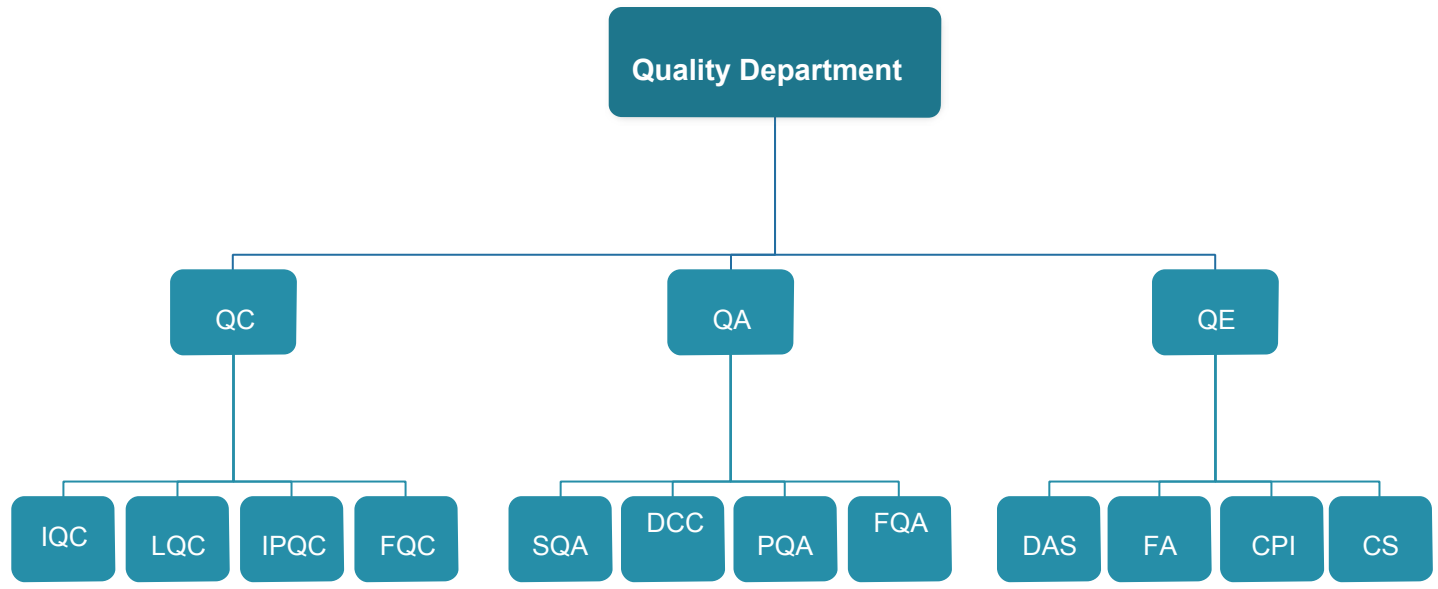 Quality Department
QC
QA
QE
IQC
LQC
IPQC
FQC
SQA
DCC
PQA
FQA
DAS
FA
CPI
CS